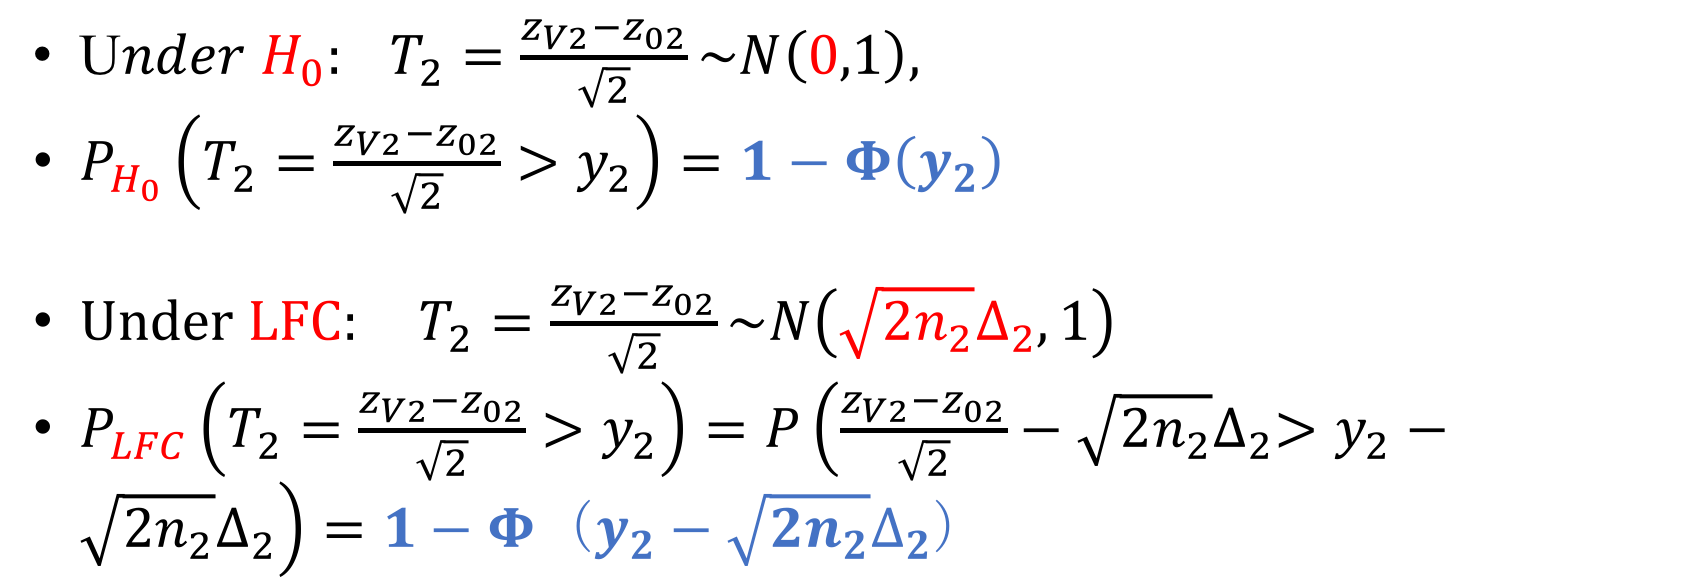 • Under H₀: T₂ = (z_{V2}−z_{02})/√2 ~N(0,1),
• P_{H₀}(T₂ = (z_{V2}−z_{02})/√2 > y₂) = 1 − Φ(y₂)
• Under LFC: T₂ = (z_{V2}−z_{02})/√2 ~N(√(2n₂)Δ₂, 1)
• P_{LFC}(T₂ = (z_{V2}−z_{02})/√2 > y₂) = P((z_{V2}−z_{02})/√2 − √(2n₂)Δ₂> y₂ −
√(2n₂)Δ₂) = 1 − Φ（y₂ − √(2n₂)Δ₂）